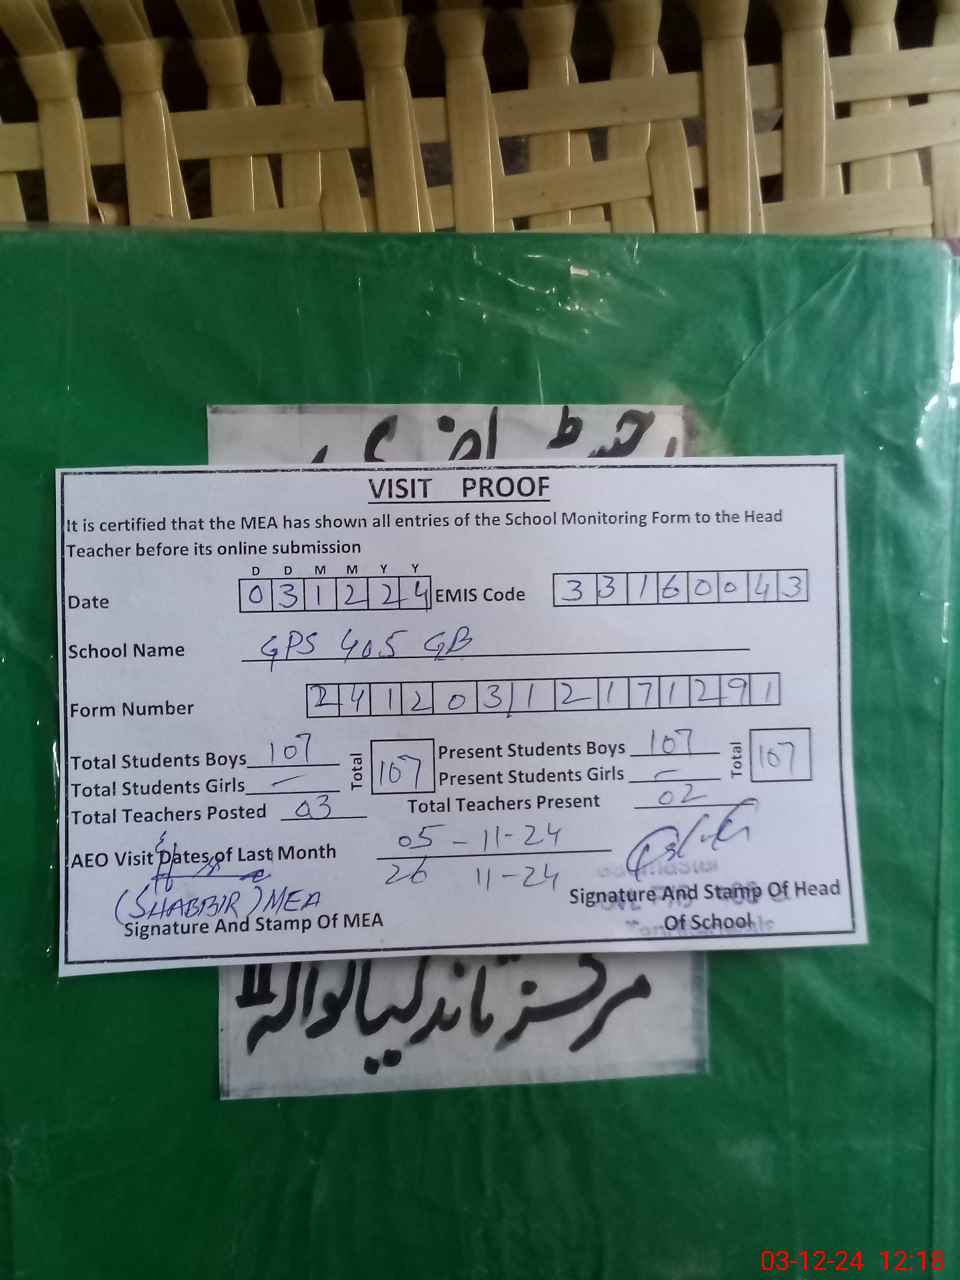 VISIT PROOF
It is certified that the MEA has shown all entries of the School Monitoring Form to the Head
Teacher before its online submission
D D M M Y Y
Date 0 3 1 2 2 4 EMIS Code 3 3 1 6 0 0 4 3
School Name GPS 405 GB
Form Number 2 4 1 2 0 3 1 2 1 7 1 2 9 1
Total Students Boys 107 Total 107 Present Students Boys 107 Total 107
Total Students Girls — Present Students Girls —
Total Teachers Posted 03 Total Teachers Present 02
AEO Visit Dates of Last Month 05 - 11-24
26 11-24
(SHABBIR) MEA
Signature And Stamp Of MEA
Signature And Stamp Of Head
Of School
مرکز تاندلیانوالہ II
03-12-24 12:18